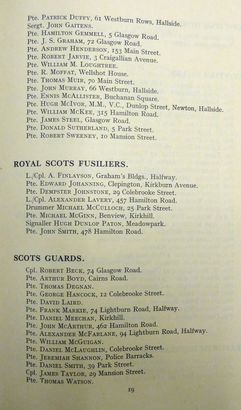 Pte. PATRICK DUFFY, 61 Westburn Rows, Hallside.
Sergt. JOHN GAITENS.
Pte. HAMILTON GEMMELL, 5 Glasgow Road.
Pte. J. S. GRAHAM, 72 Glasgow Road.
Pte. ANDREW HENDERSON, 153 Main Street.
Pte. ROBERT JARVIE, 3 Craigallian Avenue.
Pte. WILLIAM M. LOUGHTREE.
Pte. R. MOFFAT, Wellshot House.
Pte. THOMAS MUIR, 70 Main Street.
Pte. JOHN MURRAY, 66 Westburn, Hallside.
Pte. ENNIS MCALLISTER, Buchanan Square.
Pte. HUGH MCIVOR, M.M., V.C., Dunlop Street, Newton, Hallside.
Pte. WILLIAM MCKEE, 315 Hamilton Road.
Pte. JAMES STEEL, Glasgow Road.
Pte. DONALD SUTHERLAND, 5 Park Street.
Pte. ROBERT SWEENEY, 10 Mansion Street.
ROYAL SCOTS FUSILIERS.
L./Cpl. A. FINLAYSON, Graham's Bldgs., Halfway.
Pte. EDWARD JOHANNING, Clepington, Kirkburn Avenue.
Pte. DEMPSTER JOHNSTONE, 29 Colebrooke Street.
L./Cpl. ALEXANDER LAVERY, 457 Hamilton Road.
Drummer MICHAEL MCCULLOCH, 25 Park Street.
Pte. MICHAEL MCGINN, Benview, Kirkhill.
Signaller HUGH DUNLOP PATON, Meadowpark.
Pte. JOHN SMITH, 478 Hamilton Road.
SCOTS GUARDS.
Cpl. ROBERT BECK, 74 Glasgow Road.
Pte. ARTHUR BOYD, Cairns Road.
Pte. THOMAS DEGNAN.
Pte. GEORGE HANCOCK, 12 Colebrooke Street.
Pte. DAVID LAIRD.
Pte. FRANK MARKIE, 74 Lightburn Road, Halfway.
Pte. DANIEL MEECHAN, Kirkhill.
Pte. JOHN MCARTHUR, 462 Hamilton Road.
Pte. ALEXANDER MCFARLANE, 94 Lightburn Road, Halfway.
Pte. WILLIAM MCGUIGAN.
Pte. DANIEL MCLAUGHLIN, Colebrooke Street.
Pte. JEREMIAH SHANNON, Police Barracks.
Pte. DANIEL SMITH, 39 Park Street.
Cpl. JAMES TAYLOR, 29 Mansion Street.
Pte. THOMAS WATSON.
19